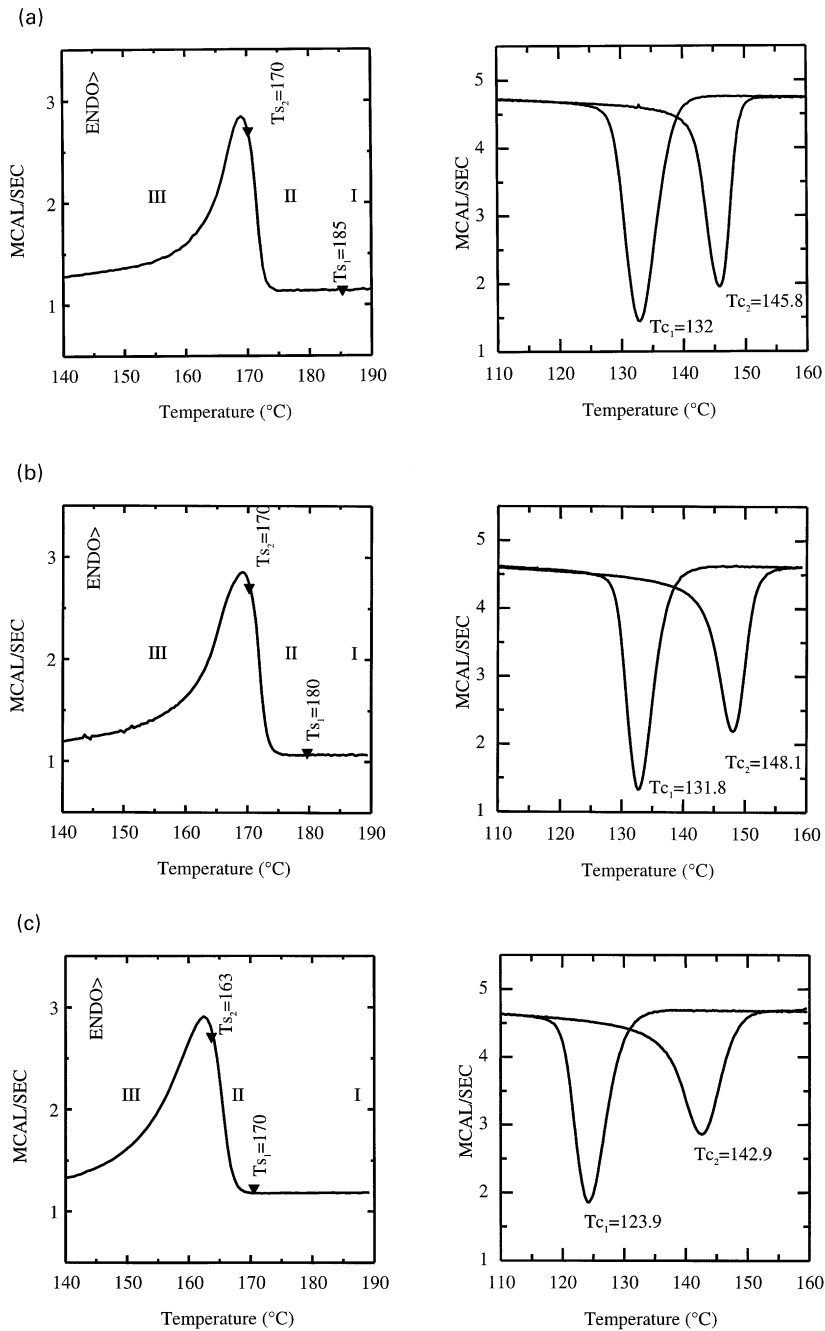 (a)
ENDO>
Ts2=170
Ts1=185
III
II
I
MCAL/SEC
3
2
1
140 150 160 170 180 190
Temperature (°C)
MCAL/SEC
5
4
3
2
1
Tc1=132
Tc2=145.8
110 120 130 140 150 160
Temperature (°C)
(b)
ENDO>
Ts2=170
Ts1=180
III
II
I
MCAL/SEC
3
2
1
140 150 160 170 180 190
Temperature (°C)
MCAL/SEC
5
4
3
2
1
Tc2=148.1
Tc1=131.8
110 120 130 140 150 160
Temperature (°C)
(c)
ENDO>
Ts2=163
Ts1=170
III
II
I
MCAL/SEC
3
2
1
140 150 160 170 180 190
Temperature (°C)
MCAL/SEC
5
4
3
2
1
Tc2=142.9
Tc1=123.9
110 120 130 140 150 160
Temperature (°C)